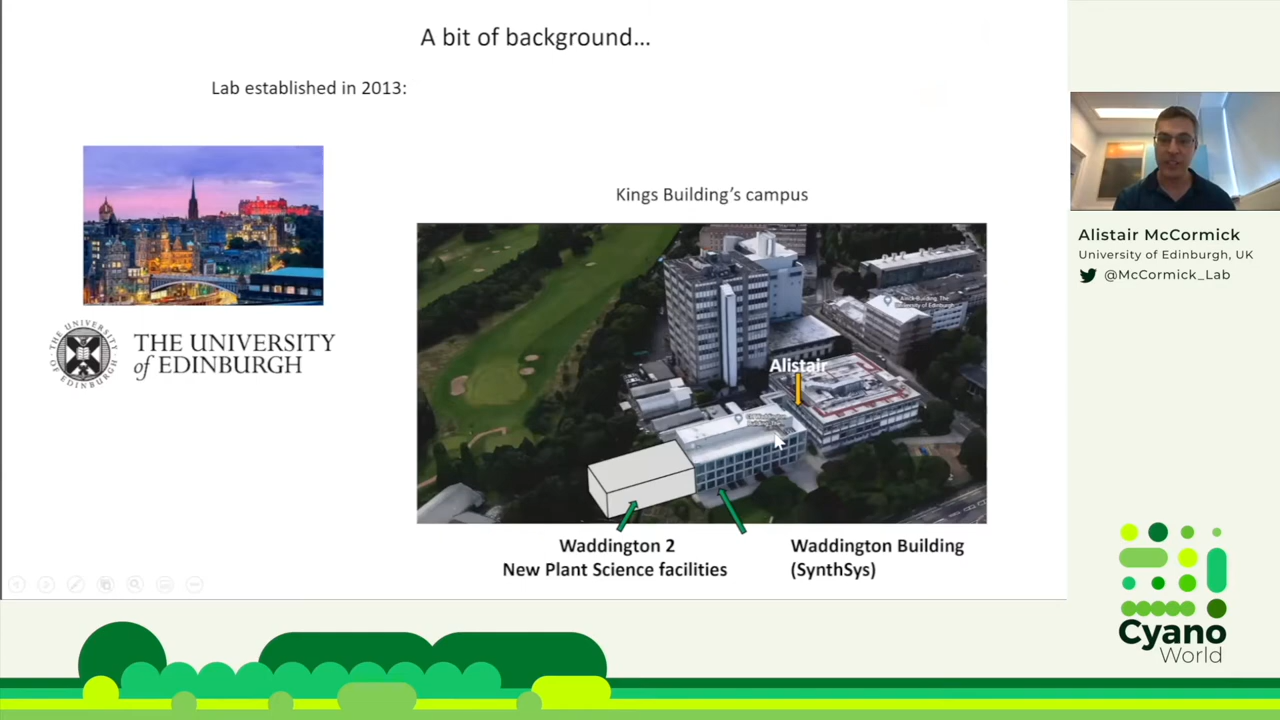 A bit of background...
Lab established in 2013:
THE UNIVERSITY
of EDINBURGH
Kings Building's campus
Alistair
Waddington 2
New Plant Science facilities
Waddington Building
(SynthSys)
Alistair McCormick
University of Edinburgh, UK
@McCormick_Lab
Cyano
World